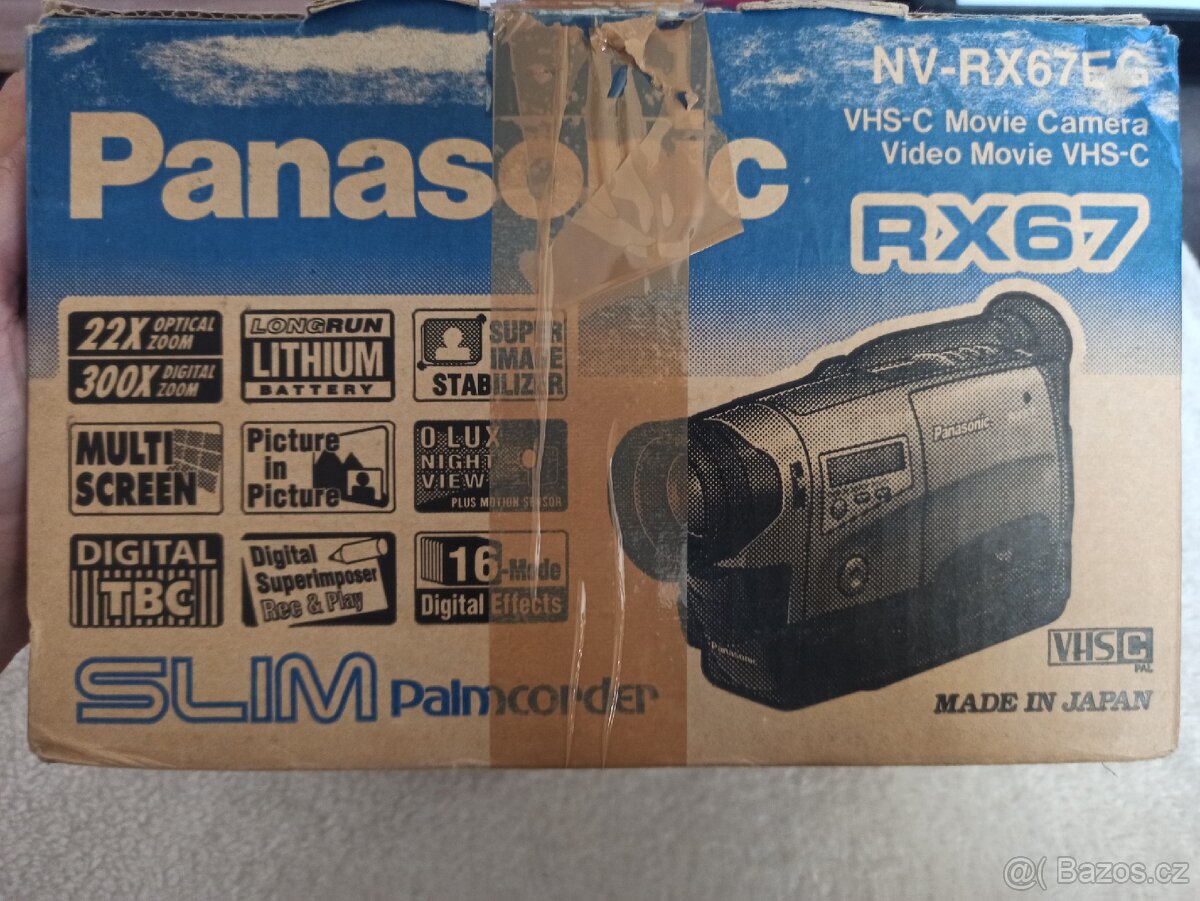 Panasonic
NV-RX67EG
VHS-C Movie Camera
Video Movie VHS-C
RX67
22X OPTICAL ZOOM
300X DIGITAL ZOOM
LONGRUN
LITHIUM
BATTERY
SUPER
IMAGE
STABILIZER
MULTI
SCREEN
Picture
in
Picture
0 LUX
NIGHT
VIEW
PLUS MOTION SENSOR
DIGITAL
TBC
Digital
Superimposer
Rec & Play
16-Mode
Digital Effects
Panasonic
Panasonic
SLIM Palmcorder
VHS C
PAL
MADE IN JAPAN
@( Bazos.cz